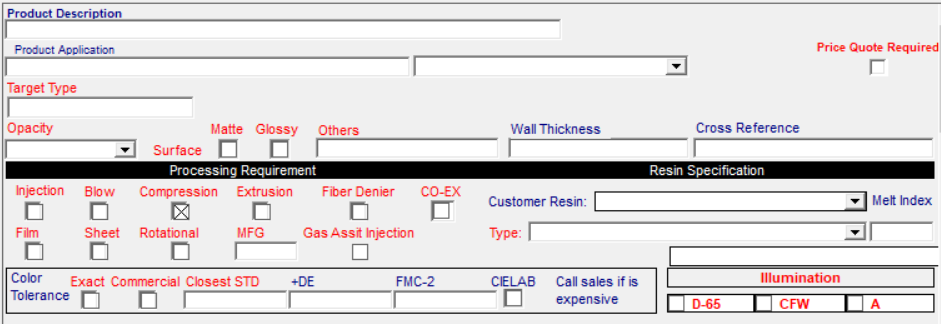 Product Description
Product Application
Price Quote Required
Target Type
Opacity
Surface
Matte
Glossy
Others
Wall Thickness
Cross Reference
Processing Requirement
Resin Specification
Injection Blow Compression Extrusion Fiber Denier CO-EX
Customer Resin:
Melt Index
Film Sheet Rotational MFG Gas Assit Injection
Type:
Color
Tolerance
Exact Commercial Closest STD +DE FMC-2 CIELAB
Call sales if is
expensive
Illumination
D-65 CFW A